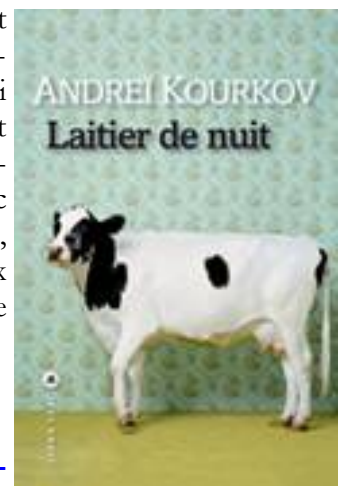 t
-
i
t
-
c
,
x
e
ANDREÏ KOURKOV
Laitier de nuit